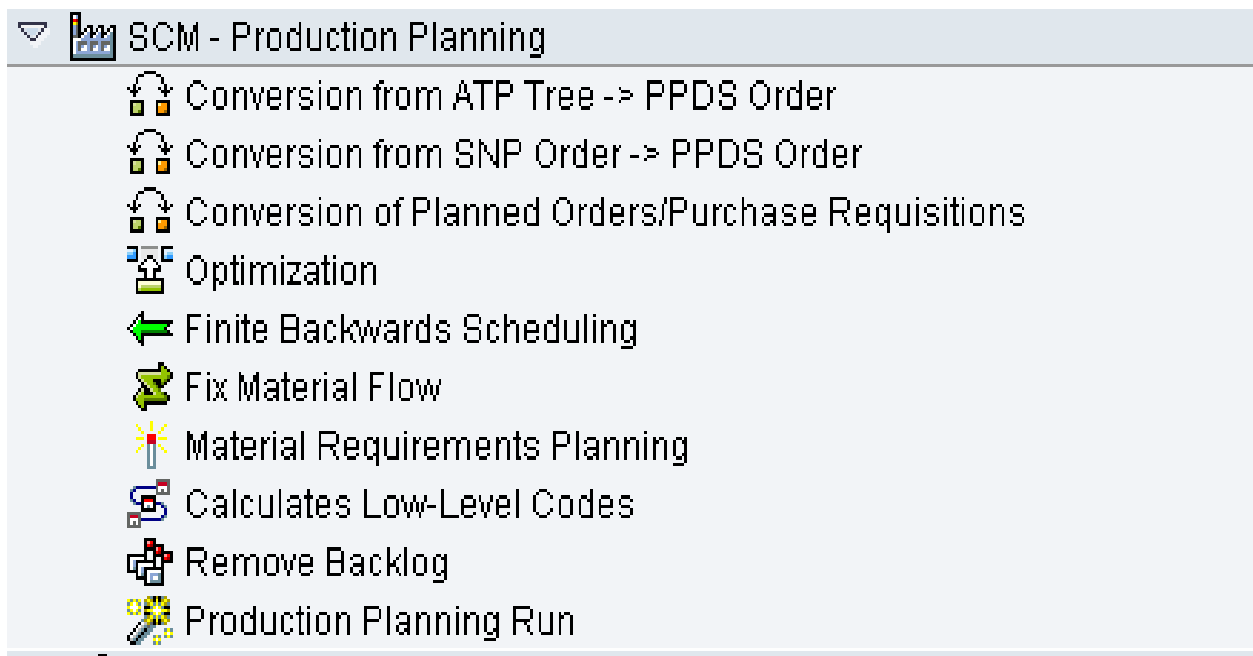 SCM - Production Planning
Conversion from ATP Tree -> PPDS Order
Conversion from SNP Order -> PPDS Order
Conversion of Planned Orders/Purchase Requisitions
Optimization
Finite Backwards Scheduling
Fix Material Flow
Material Requirements Planning
Calculates Low-Level Codes
Remove Backlog
Production Planning Run